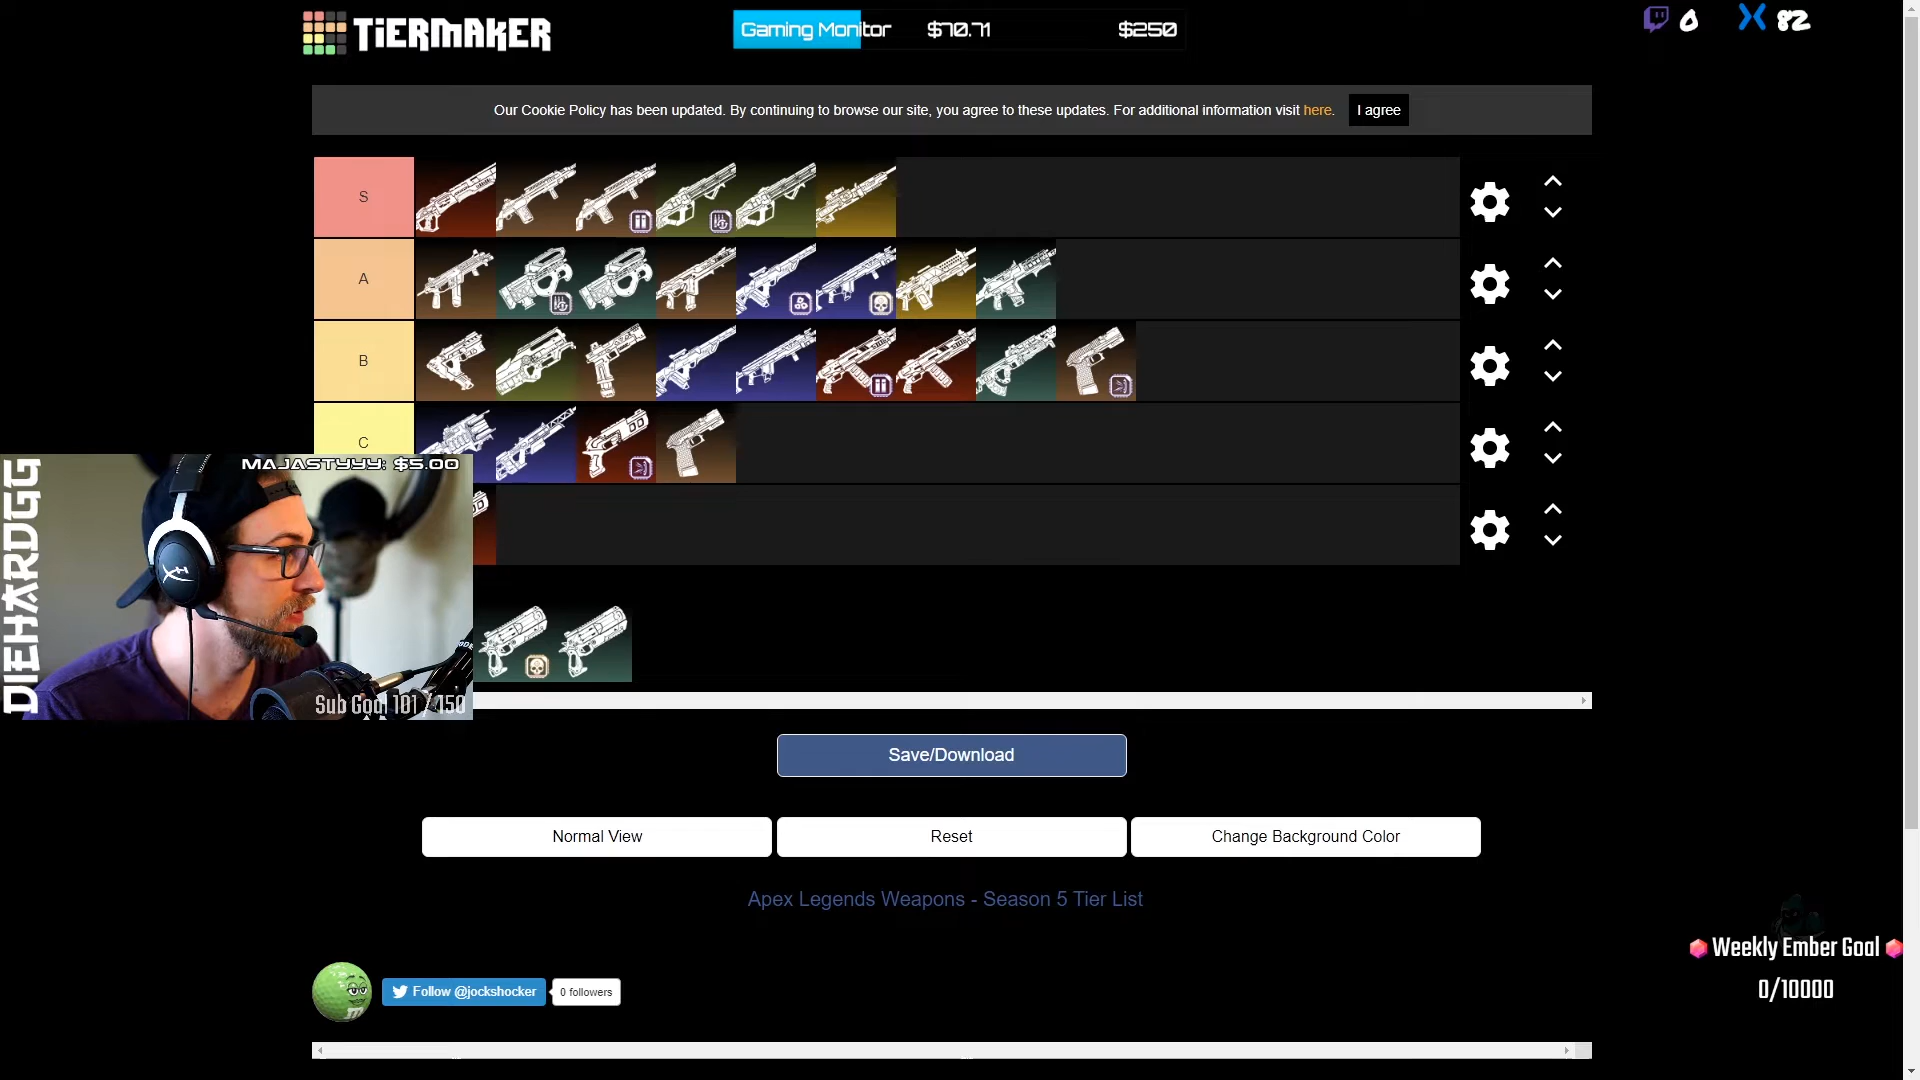 TiERMAKER
Gaming Monitor $70.71 $250
0 82
Our Cookie Policy has been updated. By continuing to browse our site, you agree to these updates. For additional information visit here. I agree
S
A
B
C
MAJASTYYY: $5.00
DIEHARDGG
Sub Goal 101 / 150
Save/Download
Normal View Reset Change Background Color
Apex Legends Weapons - Season 5 Tier List
Weekly Ember Goal
0/10000
Follow @jockshocker 0 followers